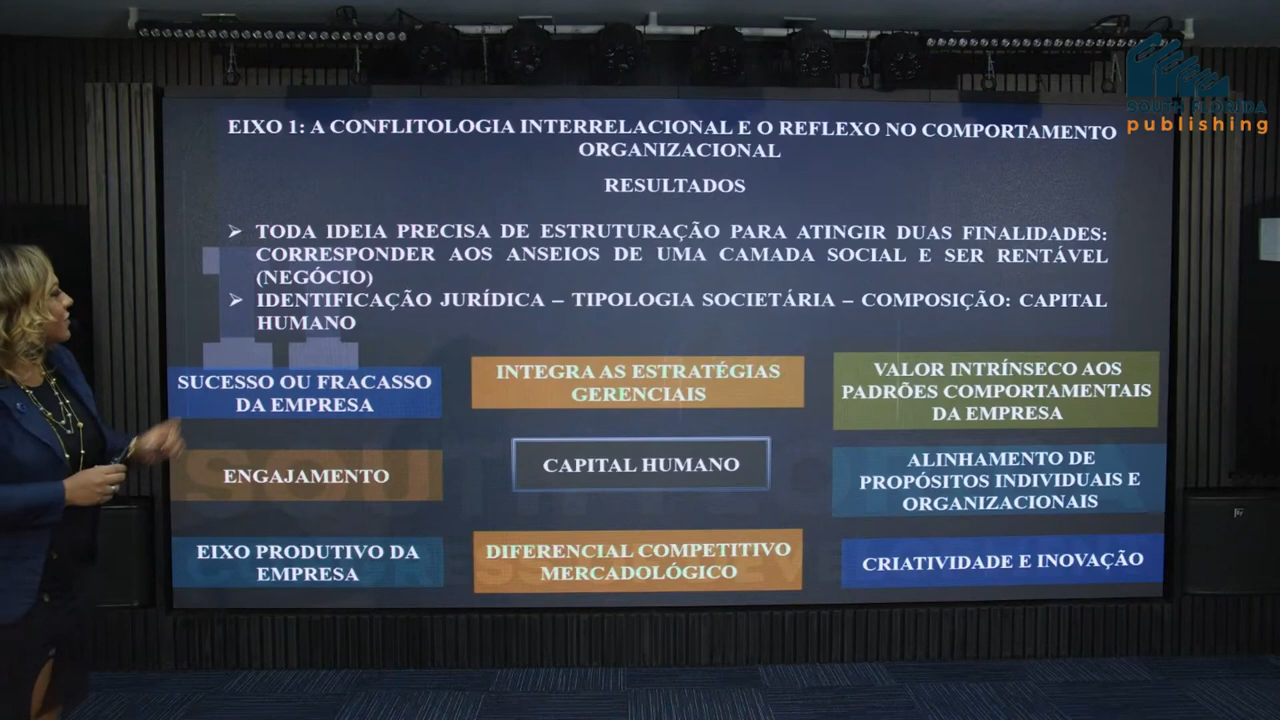 SOUTH FLORIDA
publishing
EIXO 1: A CONFLITOLOGIA INTERRELACIONAL E O REFLEXO NO COMPORTAMENTO
ORGANIZACIONAL
RESULTADOS
➢ TODA IDEIA PRECISA DE ESTRUTURAÇÃO PARA ATINGIR DUAS FINALIDADES:
CORRESPONDER AOS ANSEIOS DE UMA CAMADA SOCIAL E SER RENTÁVEL
(NEGÓCIO)
➢ IDENTIFICAÇÃO JURÍDICA – TIPOLOGIA SOCIETÁRIA – COMPOSIÇÃO: CAPITAL
HUMANO
SUCESSO OU FRACASSO
DA EMPRESA
INTEGRA AS ESTRATÉGIAS
GERENCIAIS
VALOR INTRÍNSECO AOS
PADRÕES COMPORTAMENTAIS
DA EMPRESA
ENGAJAMENTO
CAPITAL HUMANO
ALINHAMENTO DE
PROPÓSITOS INDIVIDUAIS E
ORGANIZACIONAIS
EIXO PRODUTIVO DA
EMPRESA
DIFERENCIAL COMPETITIVO
MERCADOLÓGICO
CRIATIVIDADE E INOVAÇÃO